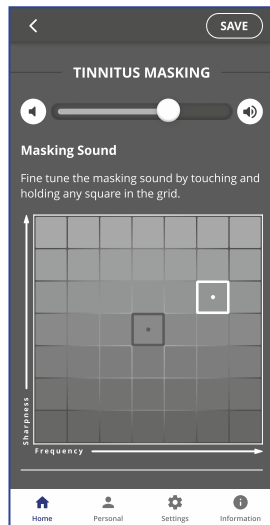 SAVE
TINNITUS MASKING
Masking Sound
Fine tune the masking sound by touching and
holding any square in the grid.
Sharpness
Frequency
Home Personal Settings Information